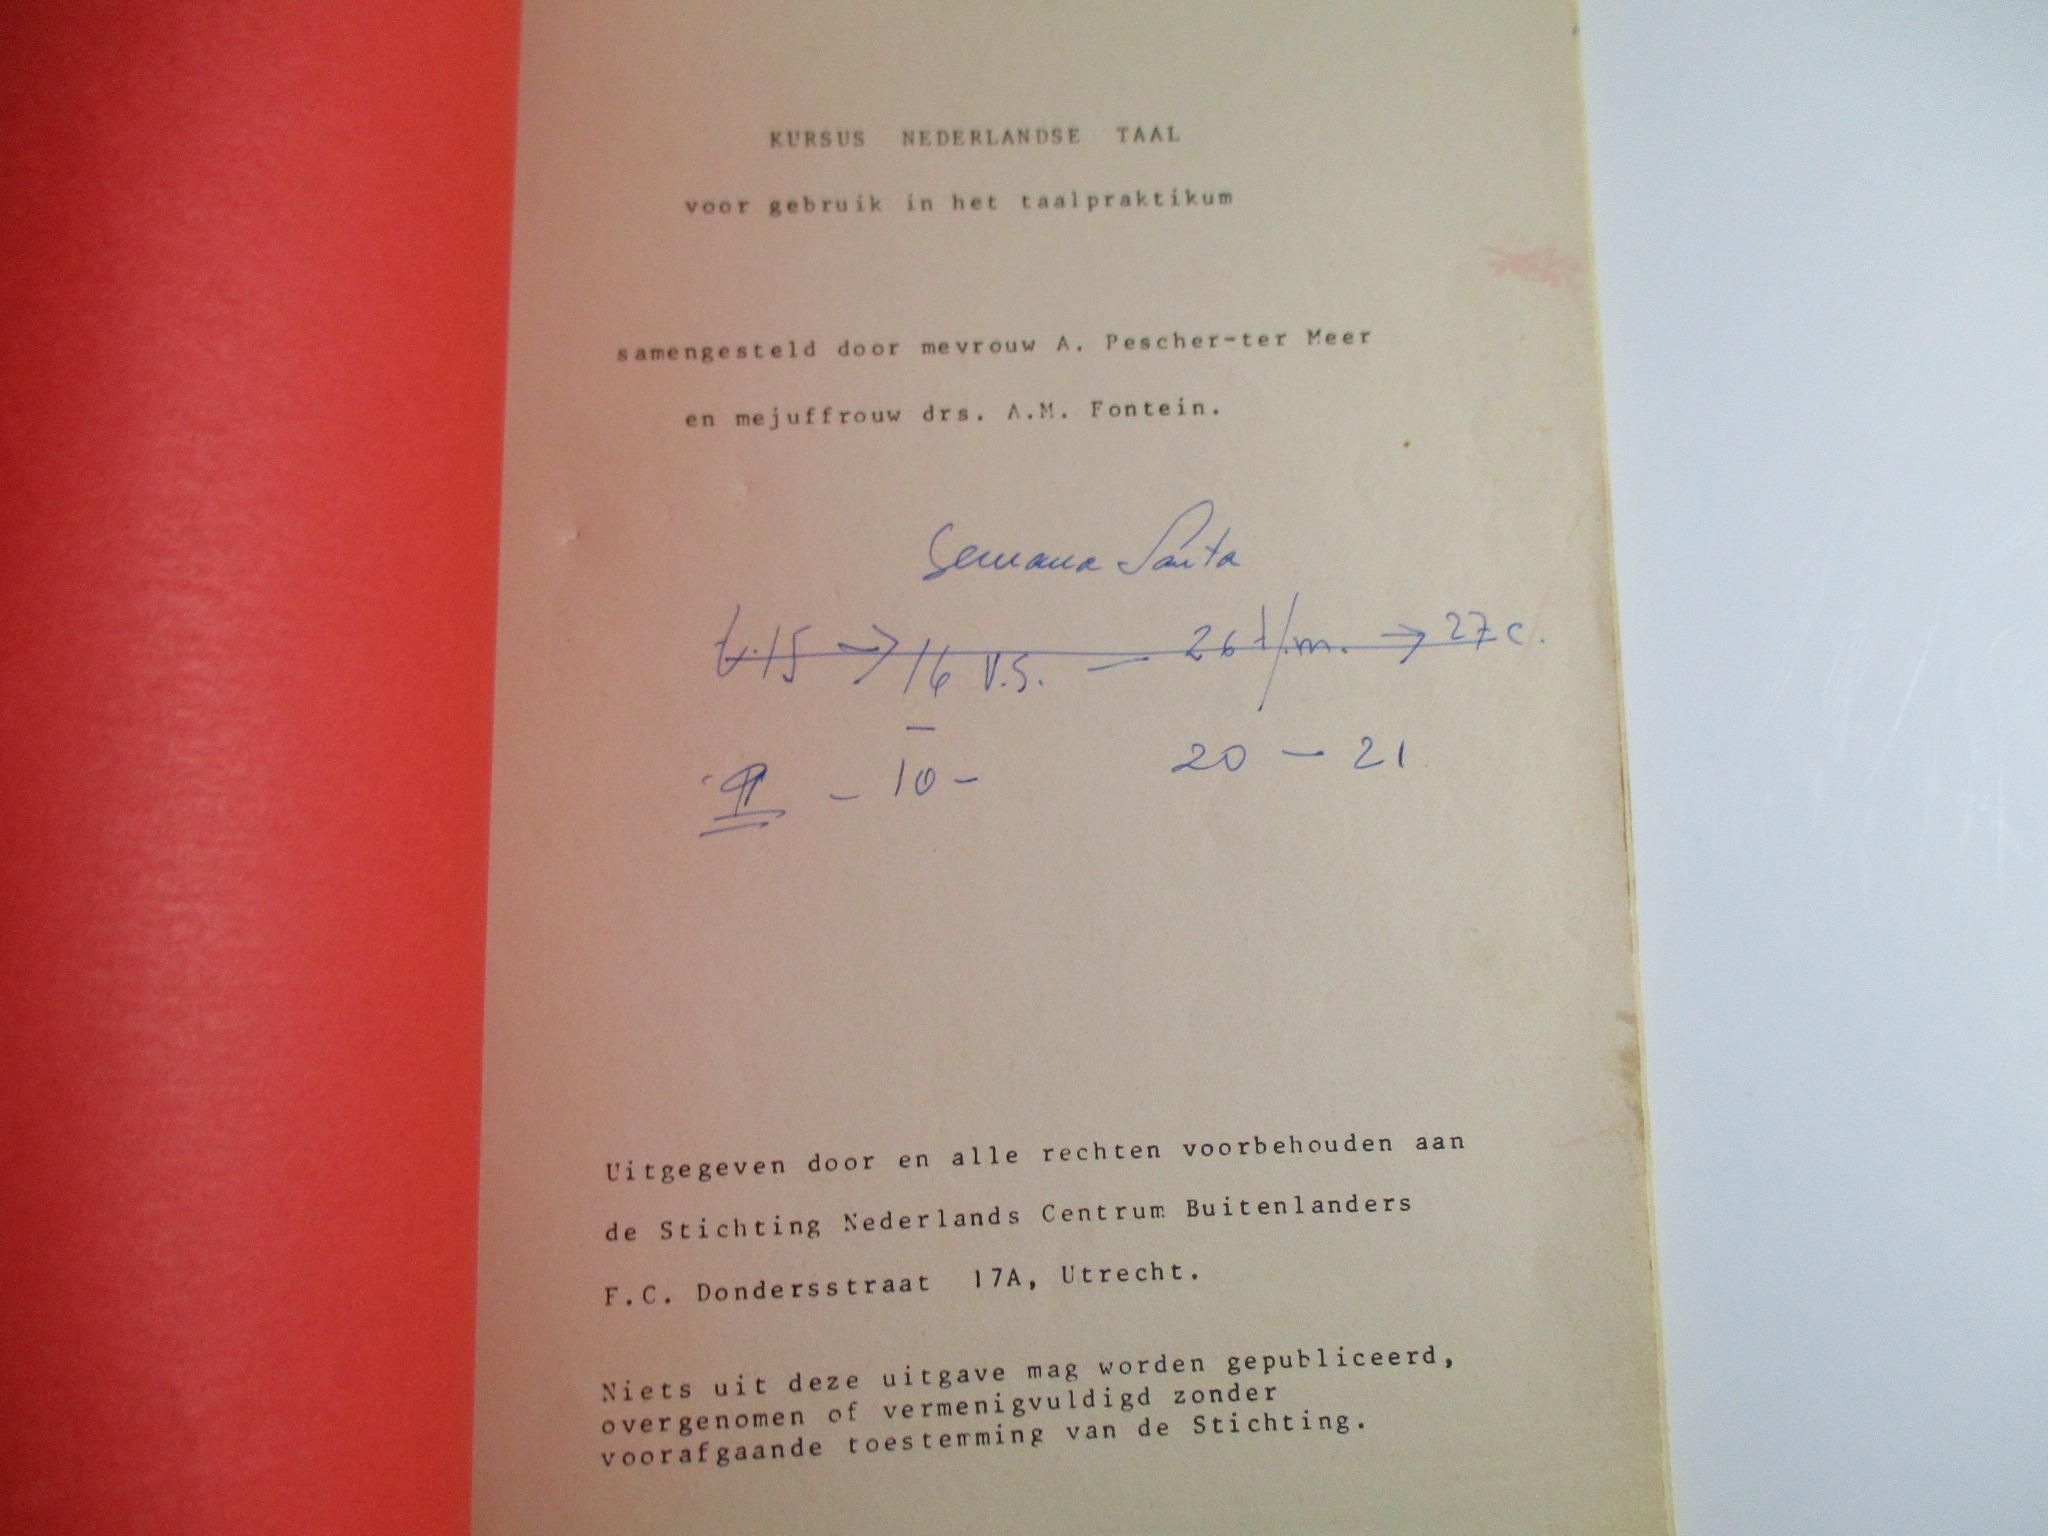 KURSUS NEDERLANDSE TAAL
voor gebruik in het taalpraktikum
samengesteld door mevrouw A. Pescher-ter Meer
en mejuffrouw drs. A.M. Fontein.
Semana Santa
15 → 16 V.S. — 26 t/m. → 27 c.
- 10 - 20 — 21
Uitgegeven door en alle rechten voorbehouden aan
de Stichting Nederlands Centrum Buitenlanders
F.C. Dondersstraat 17A, Utrecht.
Niets uit deze uitgave mag worden gepubliceerd,
overgenomen of vermenigvuldigd zonder
voorafgaande toestemming van de Stichting.